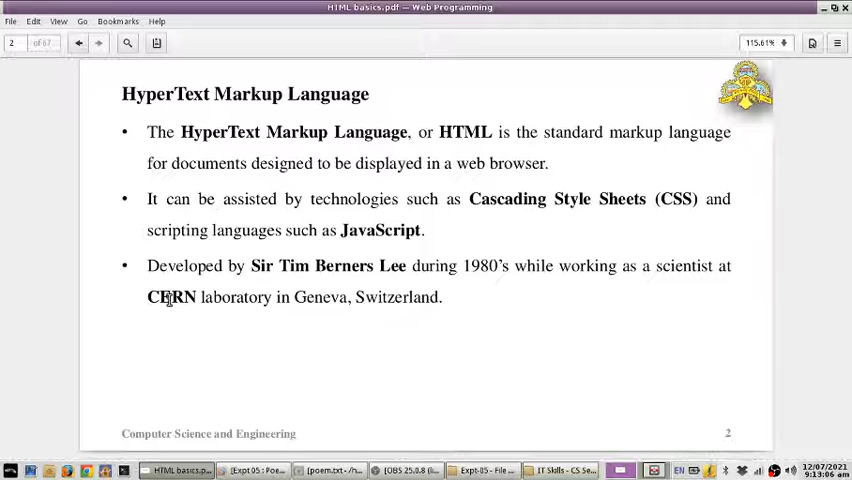 HTML basics.pdf — Web Programming
File Edit View Go Bookmarks Help
2 of 67 115.61%
HyperText Markup Language
• The HyperText Markup Language, or HTML is the standard markup language
for documents designed to be displayed in a web browser.
• It can be assisted by technologies such as Cascading Style Sheets (CSS) and
scripting languages such as JavaScript.
• Developed by Sir Tim Berners Lee during 1980’s while working as a scientist at
CERN laboratory in Geneva, Switzerland.
Computer Science and Engineering 2
HTML basics.p... [Expt 05 : Poe... [poem.txt - /h... [OBS 25.0.8 (li... Expt-05 - File ... IT Skills - CS Se... EN 12/07/2021
9:13:06 am